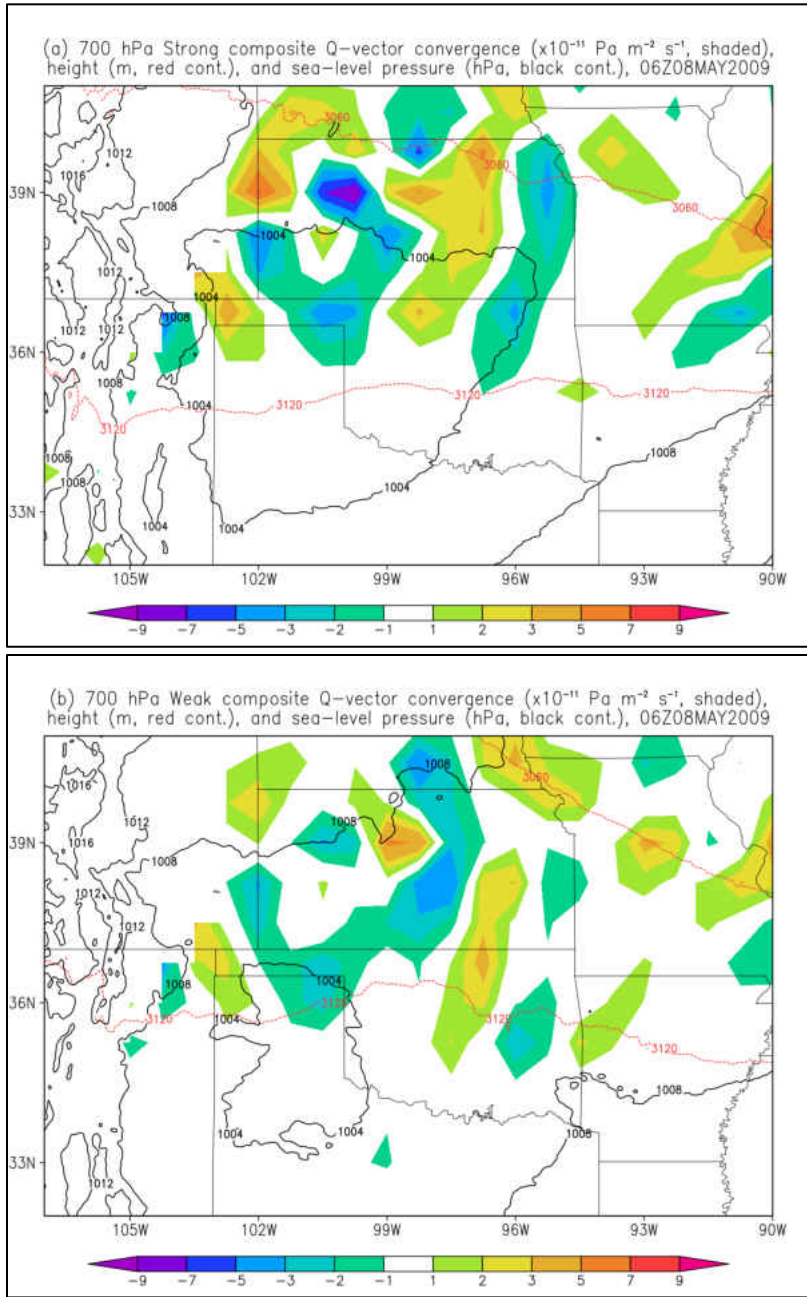 (a) 700 hPa Strong composite Q-vector convergence (x10⁻¹¹ Pa m⁻² s⁻¹, shaded),
height (m, red cont.), and sea-level pressure (hPa, black cont.), 06Z08MAY2009
1012
1016
3060
39N
1008
3060
1004
1012
1004
1012
1008
36N
1008
3120
3120
3120
1004
1008
1008
1004
1004
1004
33N
105W 102W 99W 96W 93W 90W
-9 -7 -5 -3 -1 1 2 3 5 7 9
(b) 700 hPa Weak composite Q-vector convergence (x10⁻¹¹ Pa m⁻² s⁻¹, shaded),
height (m, red cont.), and sea-level pressure (hPa, black cont.), 06Z08MAY2009
1016
1008
3060
1012
1008
39N
1016
1008
1012
1012
1004
36N
1008
3120
1004
3120
3120
1008
1004
1004
1008
33N
1012
105W 102W 99W 96W 93W 90W
-9 -7 -5 -3 -1 1 2 3 5 7 9